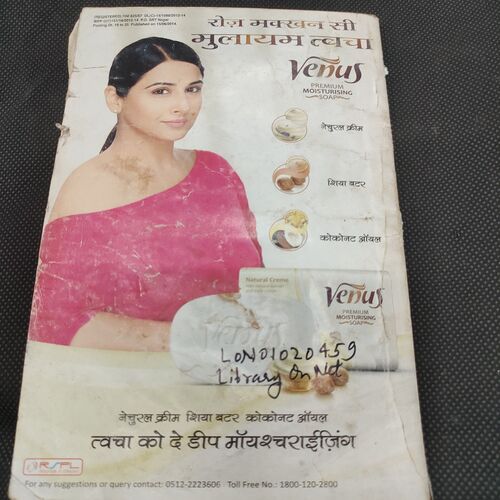 रोज़ मक्खन सी
मुलायम त्वचा
Venus
PREMIUM
MOISTURISING
SOAP
नेचुरल क्रीम
शिया बटर
कोकोनट ऑयल
Natural Creme
Venus
PREMIUM
MOISTURISING
SOAP
LON01020459
Library On Net
नेचुरल क्रीम शिया बटर कोकोनट ऑयल
त्वचा को दे डीप मॉयश्चराईज़िंग
RSPL
For any suggestions or query contact: 0512-2223606 . Toll Free No.: 1800-120-2800